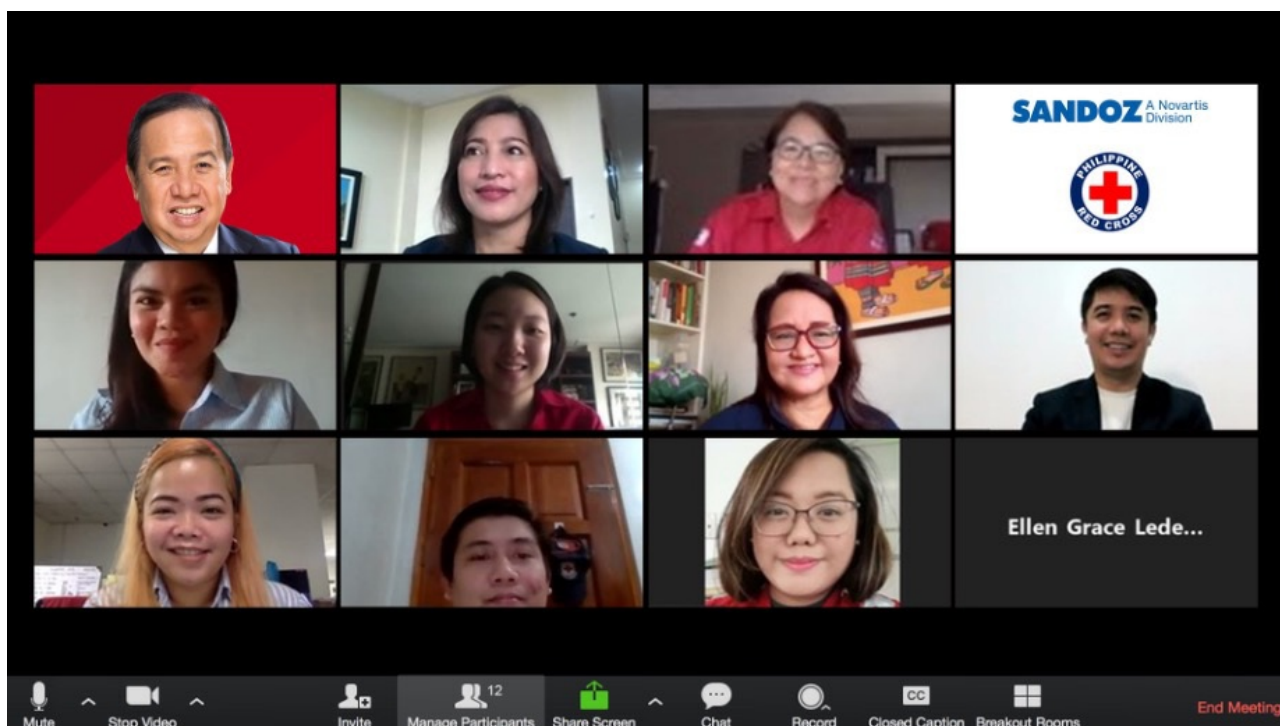 SANDOZ A Novartis
Division
PHILIPPINE
RED CROSS
Ellen Grace Lede...
12
Mute
Stop Video
Invite
Manage Participants
Share Screen
Chat
Record
CC
Closed Caption
Breakout Rooms
End Meeting